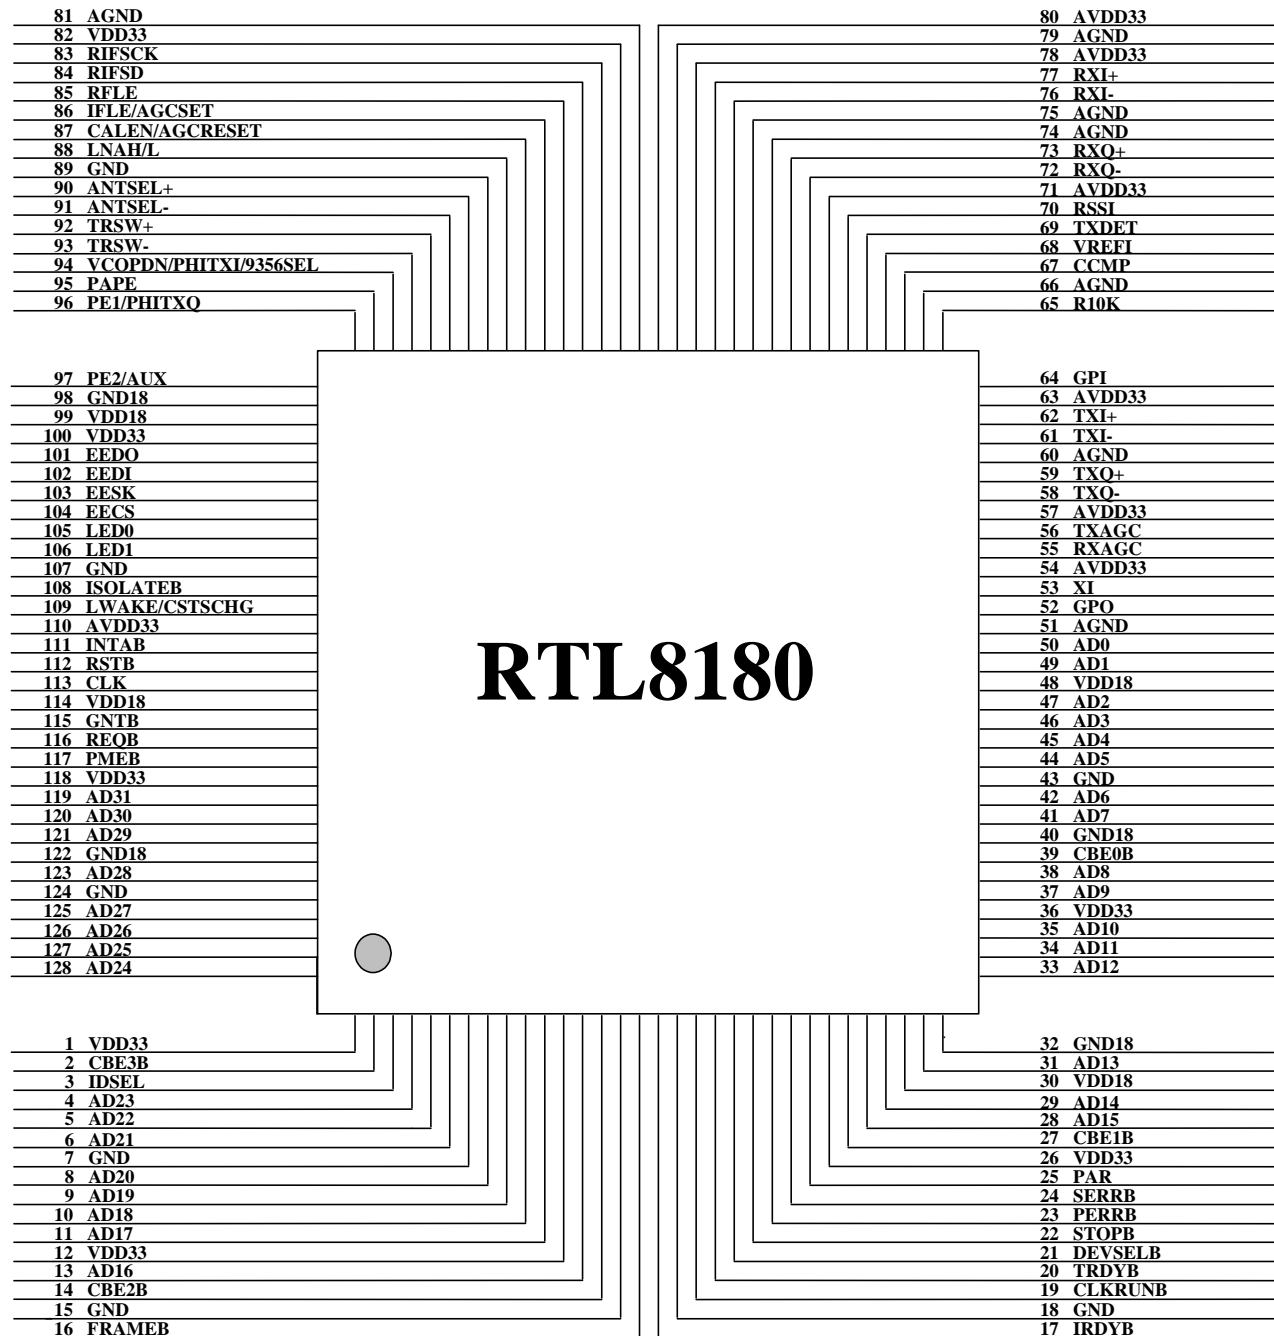 81 AGND
82 VDD33
83 RIFSCK
84 RIFSD
85 RFLE
86 IFLE/AGCSET
87 CALEN/AGCRESET
88 LNAH/L
89 GND
90 ANTSEL+
91 ANTSEL-
92 TRSW+
93 TRSW-
94 VCOPDN/PHITXI/9356SEL
95 PAPE
96 PE1/PHITXQ
80 AVDD33
79 AGND
78 AVDD33
77 RXI+
76 RXI-
75 AGND
74 AGND
73 RXQ+
72 RXQ-
71 AVDD33
70 RSSI
69 TXDET
68 VREFI
67 CCMP
66 AGND
65 R10K
97 PE2/AUX
98 GND18
99 VDD18
100 VDD33
101 EEDO
102 EEDI
103 EESK
104 EECS
105 LED0
106 LED1
107 GND
108 ISOLATEB
109 LWAKE/CSTSCHG
110 AVDD33
111 INTAB
112 RSTB
113 CLK
114 VDD18
115 GNTB
116 REQB
117 PMEB
118 VDD33
119 AD31
120 AD30
121 AD29
122 GND18
123 AD28
124 GND
125 AD27
126 AD26
127 AD25
128 AD24
RTL8180
64 GPI
63 AVDD33
62 TXI+
61 TXI-
60 AGND
59 TXQ+
58 TXQ-
57 AVDD33
56 TXAGC
55 RXAGC
54 AVDD33
53 XI
52 GPO
51 AGND
50 AD0
49 AD1
48 VDD18
47 AD2
46 AD3
45 AD4
44 AD5
43 GND
42 AD6
41 AD7
40 GND18
39 CBE0B
38 AD8
37 AD9
36 VDD33
35 AD10
34 AD11
33 AD12
1 VDD33
2 CBE3B
3 IDSEL
4 AD23
5 AD22
6 AD21
7 GND
8 AD20
9 AD19
10 AD18
11 AD17
12 VDD33
13 AD16
14 CBE2B
15 GND
16 FRAMEB
32 GND18
31 AD13
30 VDD18
29 AD14
28 AD15
27 CBE1B
26 VDD33
25 PAR
24 SERRB
23 PERRB
22 STOPB
21 DEVSELB
20 TRDYB
19 CLKRUNB
18 GND
17 IRDYB